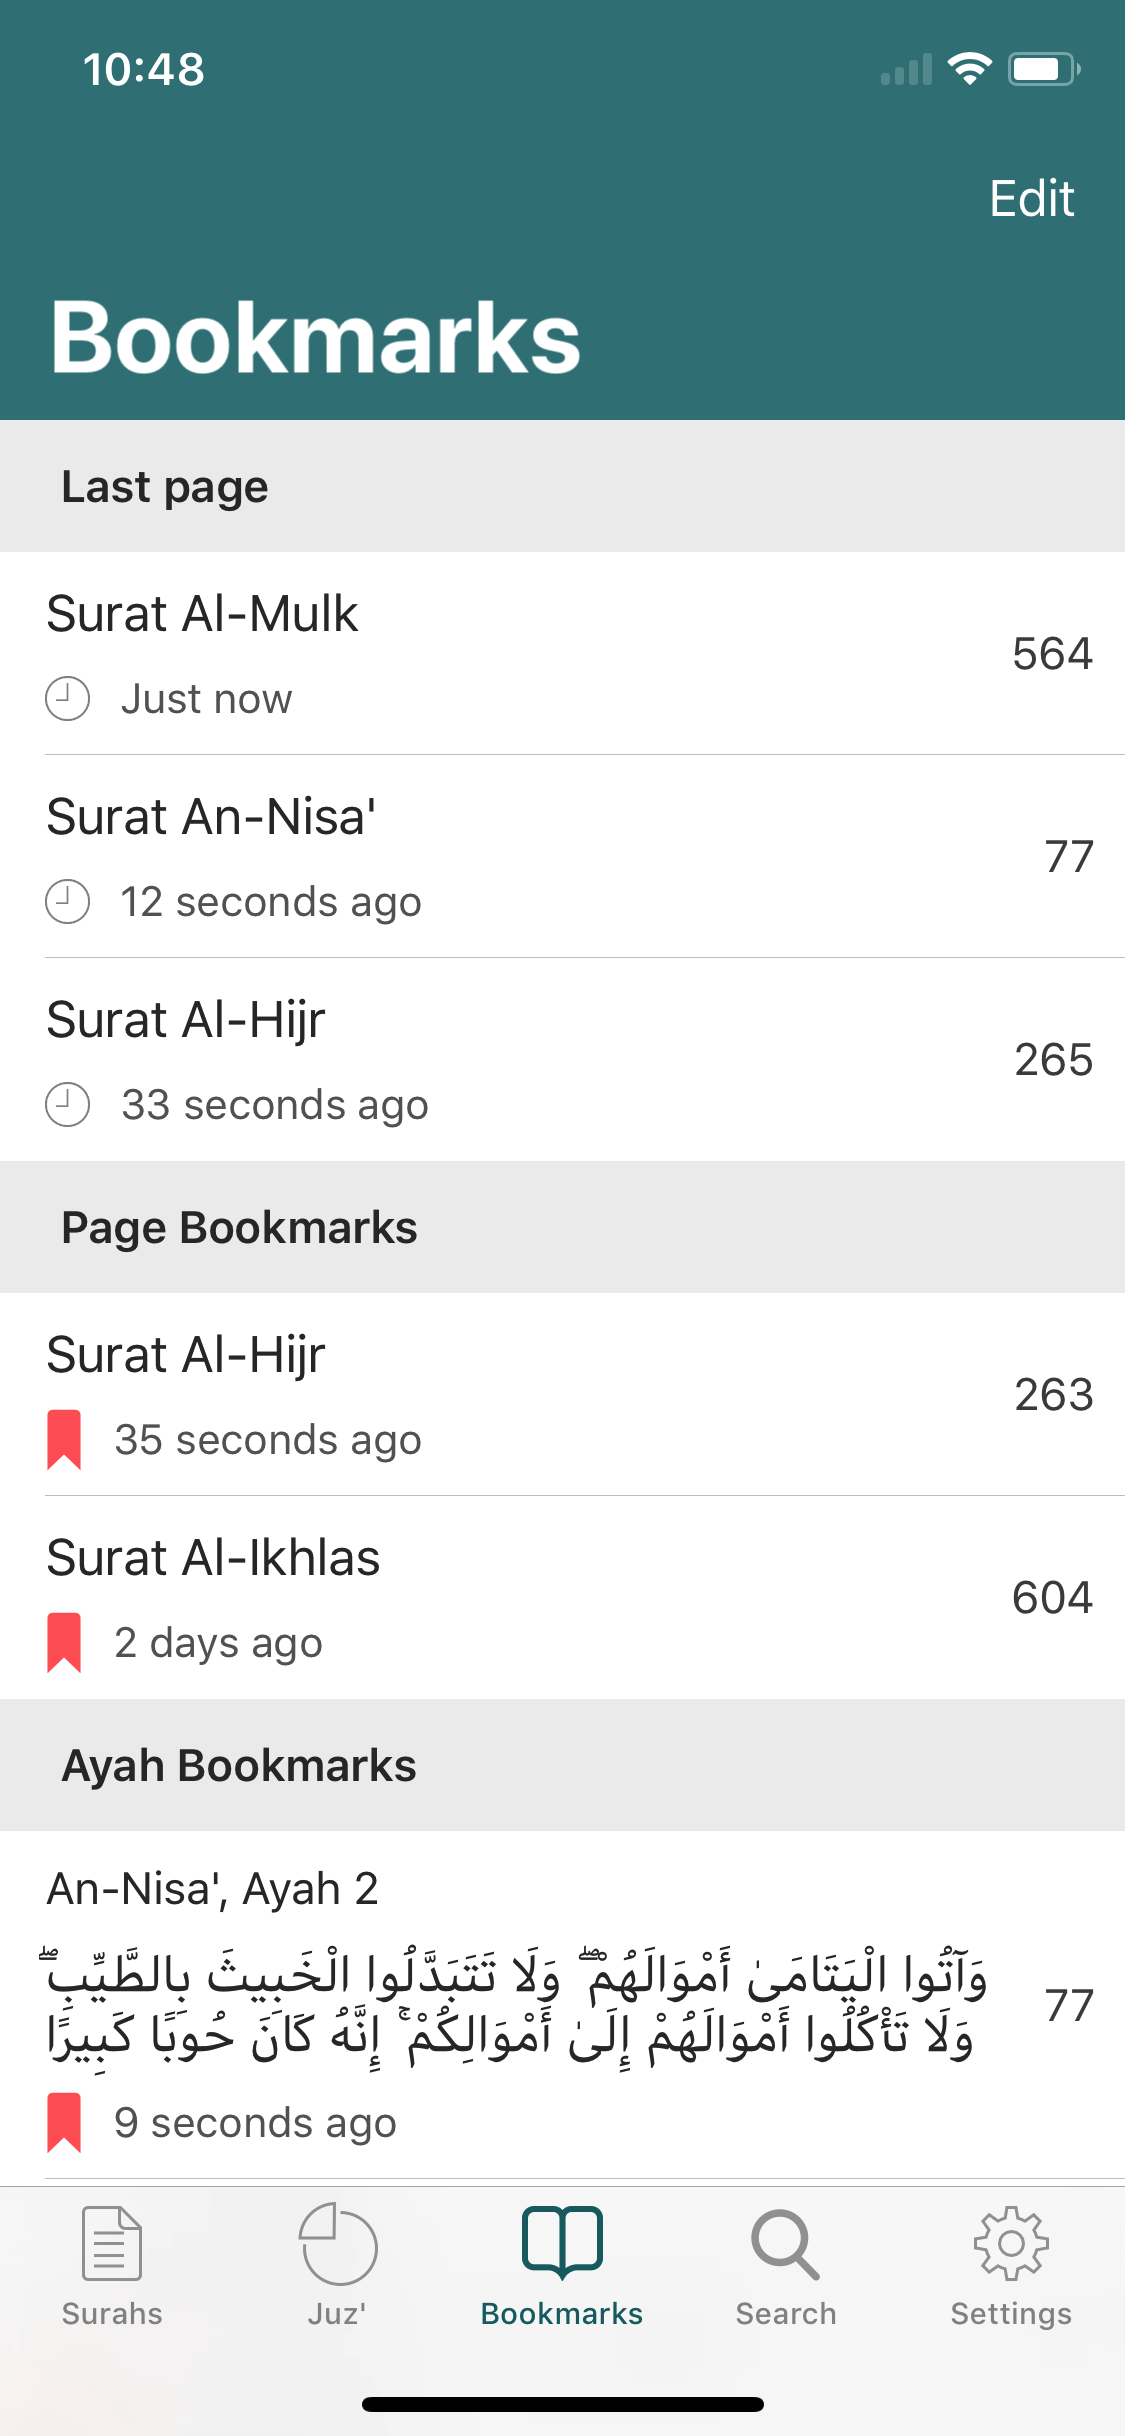 10:48
Edit
Bookmarks
Last page
Surat Al-Mulk
564
Just now
Surat An-Nisa'
77
12 seconds ago
Surat Al-Hijr
265
33 seconds ago
Page Bookmarks
Surat Al-Hijr
263
35 seconds ago
Surat Al-Ikhlas
604
2 days ago
Ayah Bookmarks
An-Nisa', Ayah 2
وَآتُوا الْيَتَامَىٰ أَمْوَالَهُمْ ۖ وَلَا تَتَبَدَّلُوا الْخَبِيثَ بِالطَّيِّبِ ۖ
وَلَا تَأْكُلُوا أَمْوَالَهُمْ إِلَىٰ أَمْوَالِكُمْ ۚ إِنَّهُ كَانَ حُوبًا كَبِيرًا
77
9 seconds ago
Surahs
Juz'
Bookmarks
Search
Settings